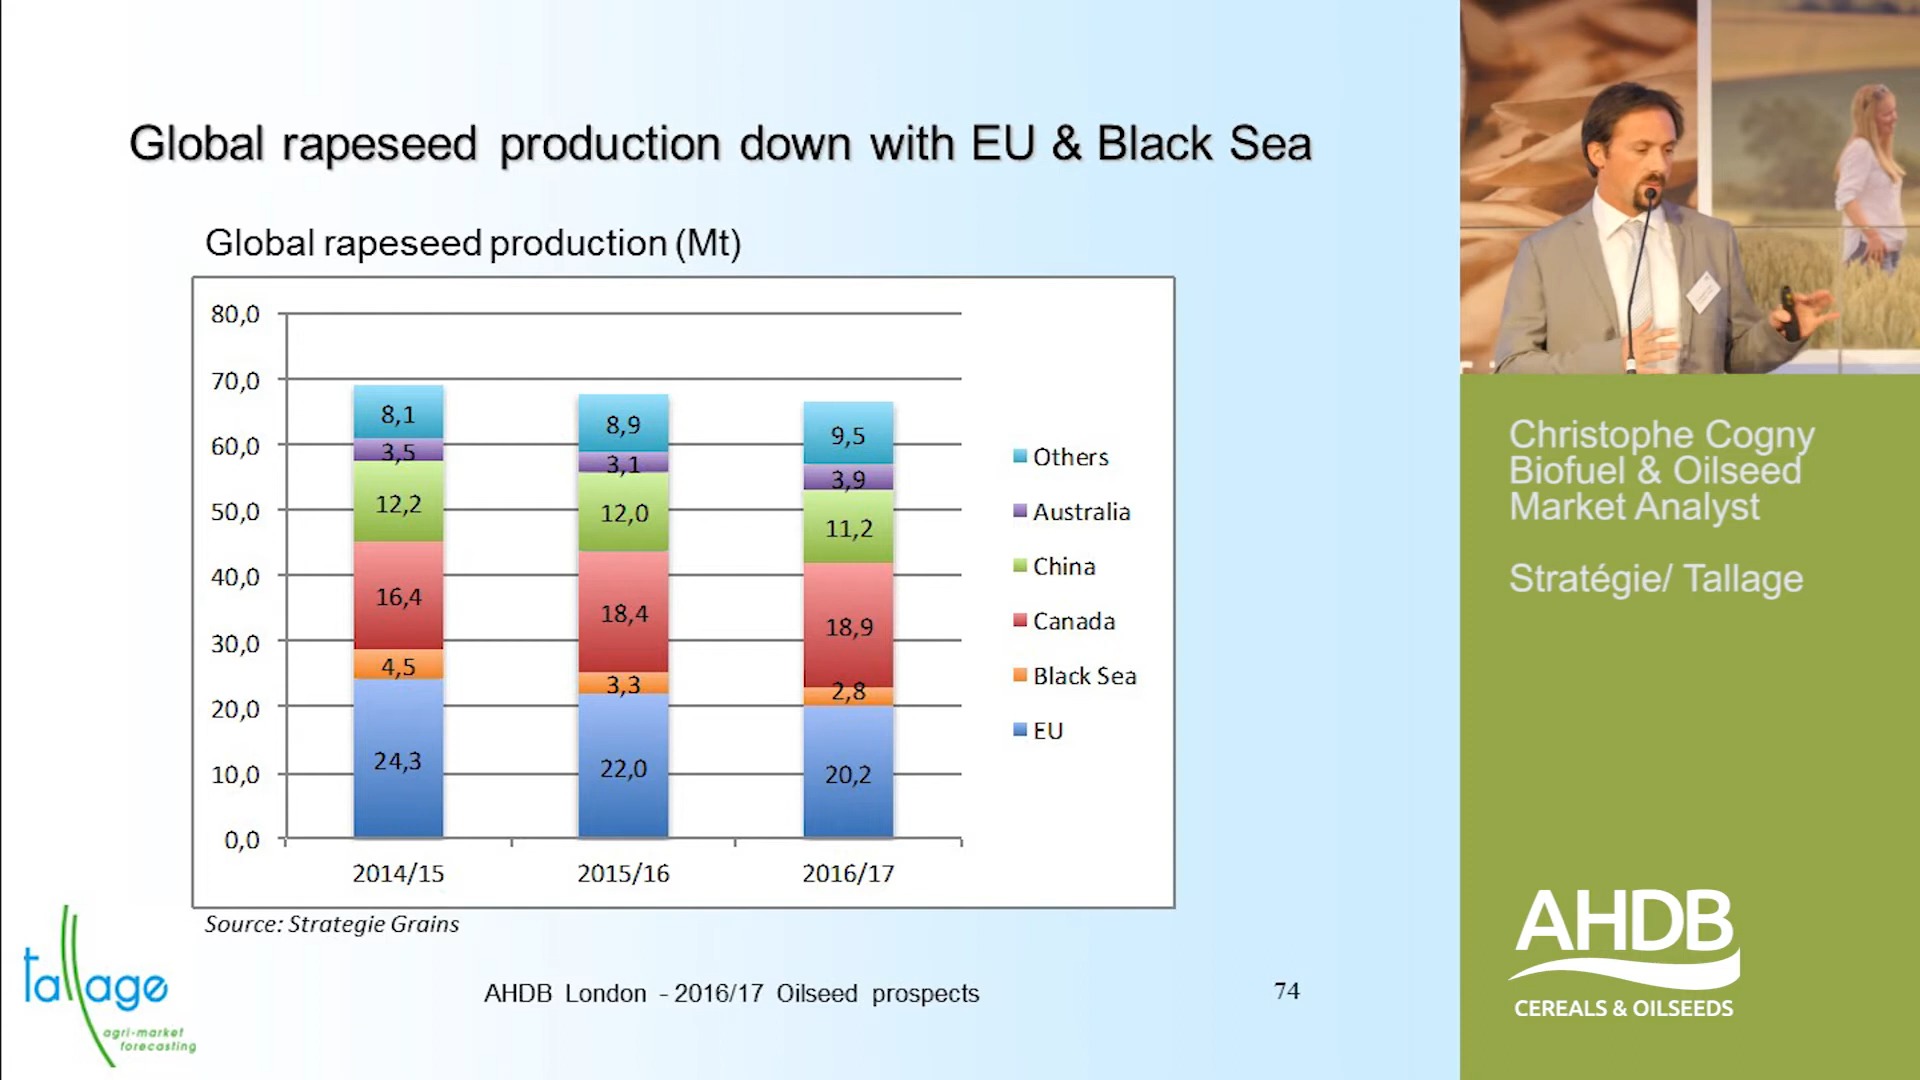 Global rapeseed production down with EU & Black Sea
Global rapeseed production (Mt)
80,0
70,0
60,0
50,0
40,0
30,0
20,0
10,0
0,0
8,1
3,5
12,2
16,4
4,5
24,3
8,9
3,1
12,0
18,4
3,3
22,0
9,5
3,9
11,2
18,9
2,8
20,2
2014/15
2015/16
2016/17
Others
Australia
China
Canada
Black Sea
EU
Source: Strategie Grains
tallage
agri-market
forecasting
AHDB London - 2016/17 Oilseed prospects
74
Christophe Cogny
Biofuel & Oilseed
Market Analyst
Stratégie/ Tallage
AHDB
CEREALS & OILSEEDS